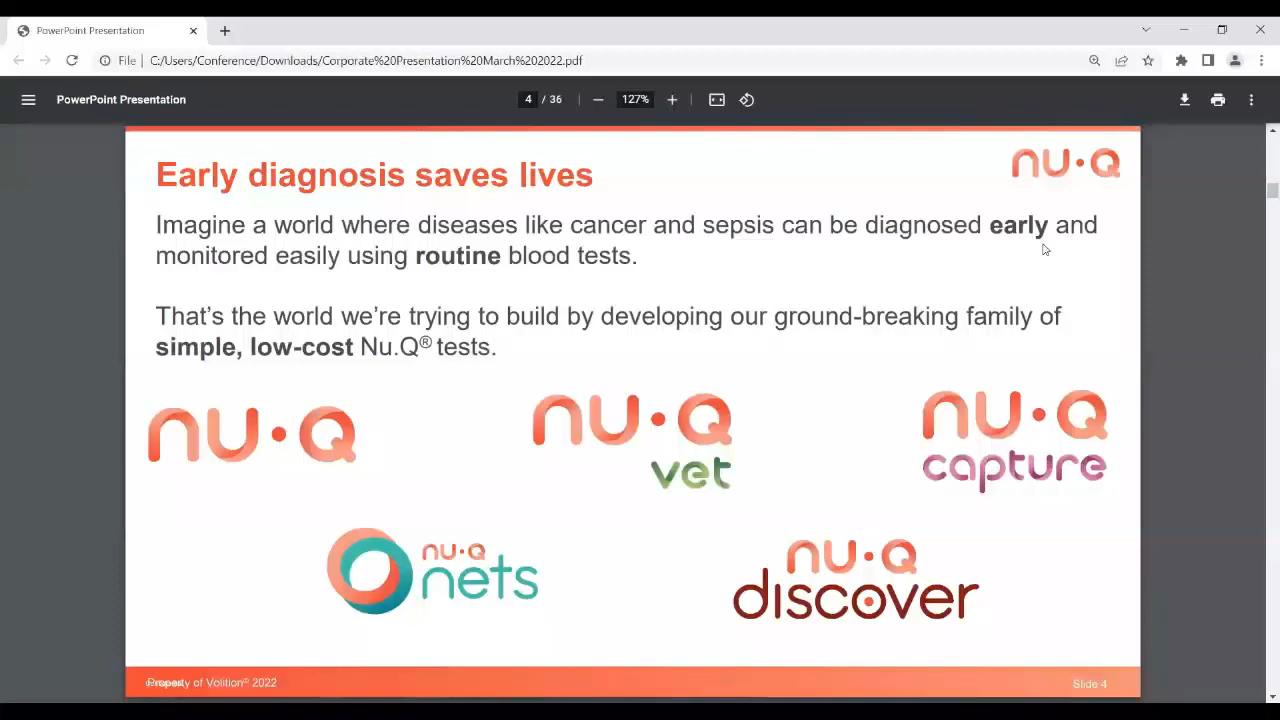 PowerPoint Presentation
File
C:/Users/Conference/Downloads/Corporate%20Presentation%20March%202022.pdf
PowerPoint Presentation
4 / 36
127%
nu.Q
Early diagnosis saves lives
Imagine a world where diseases like cancer and sepsis can be diagnosed early and
monitored easily using routine blood tests.
That's the world we're trying to build by developing our ground-breaking family of
simple, low-cost Nu.Q® tests.
nu.Q
nu.Q
vet
nu.Q
capture
nu.Q
nets
nu.Q
discover
Property of Volition® 2022
Slide 4